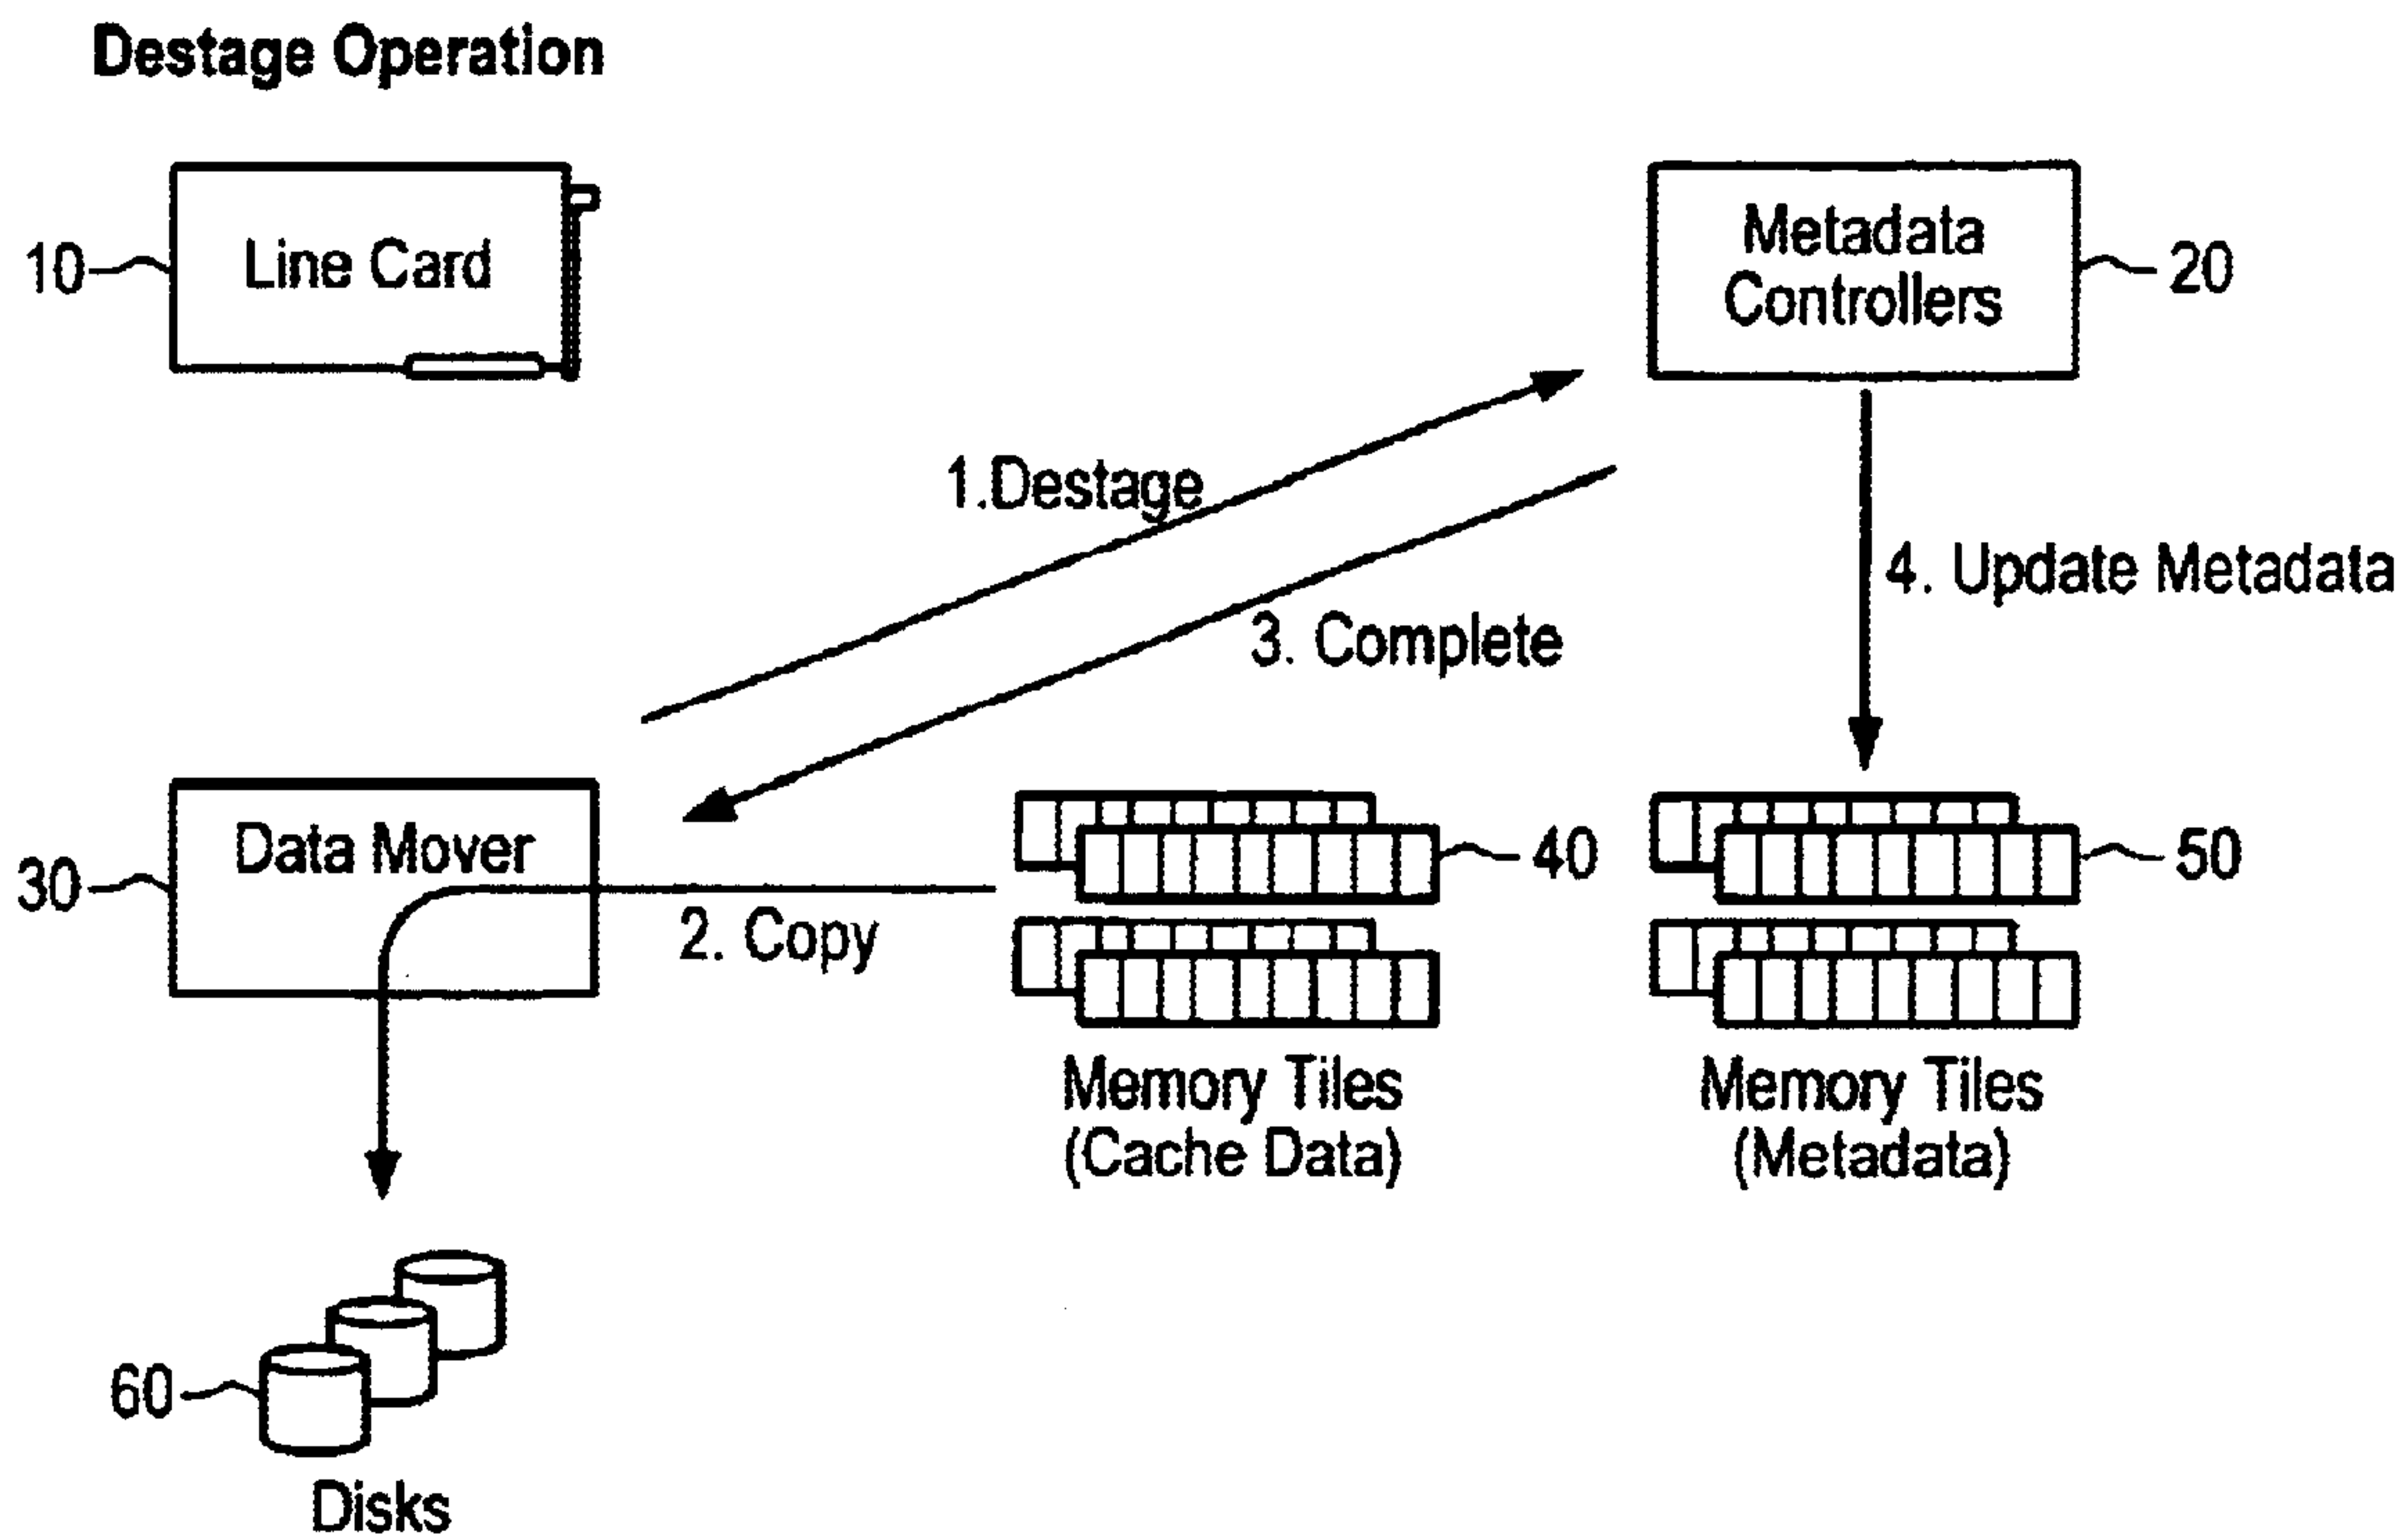 Destage Operation
Line Card
10
Metadata
Controllers
20
1.Destage
4. Update Metadata
3. Complete
Data Mover
30
2. Copy
40
50
Memory Tiles
(Cache Data)
Memory Tiles
(Metadata)
60
Disks